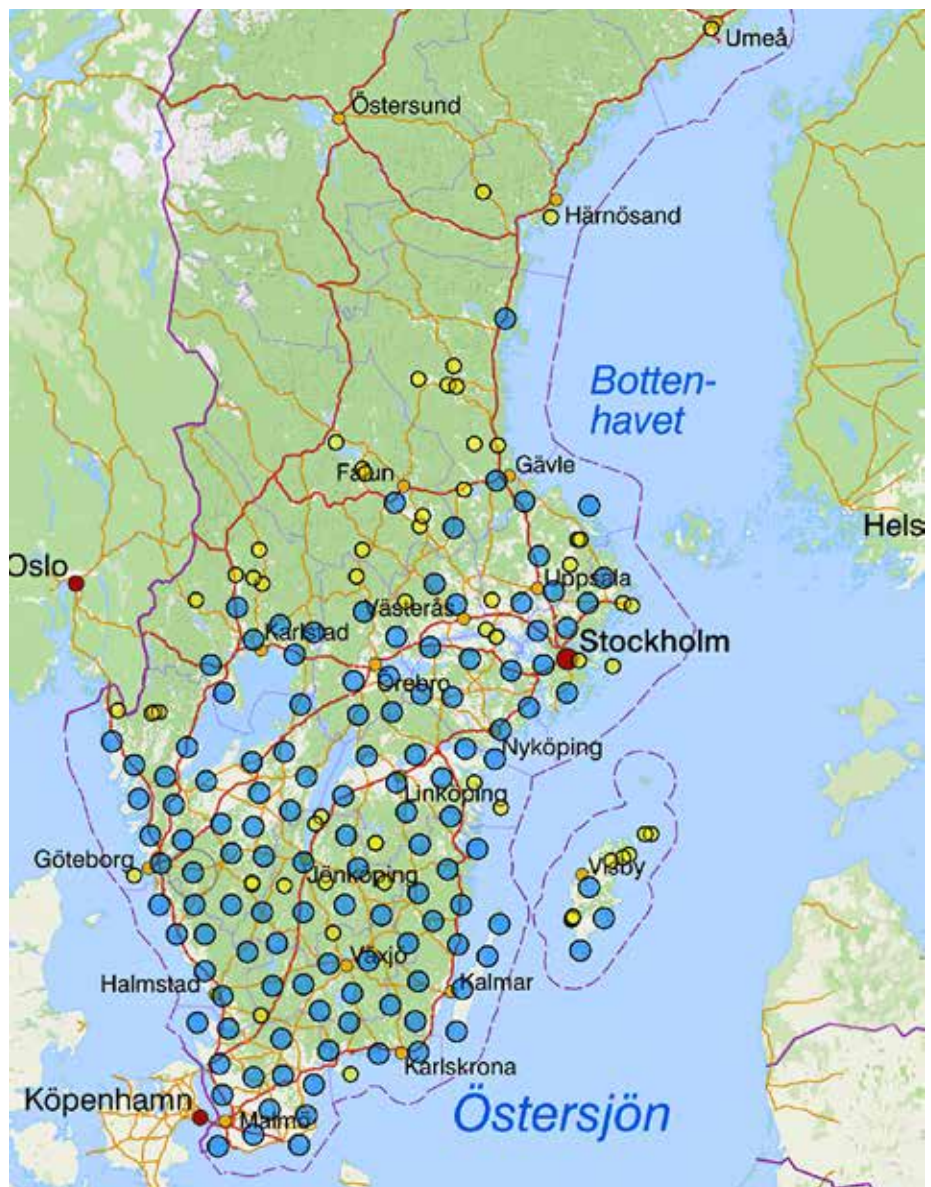 Umeå
Östersund
Härnösand
Botten-
havet
Falun
Gävle
Hels
Oslo
Uppsala
Västerås
Karlstad
Stockholm
Örebro
Nyköping
Linköping
Göteborg
Jönköping
Visby
Växjö
Halmstad
Kalmar
Karlskrona
Köpenhamn
Malmö
Östersjön